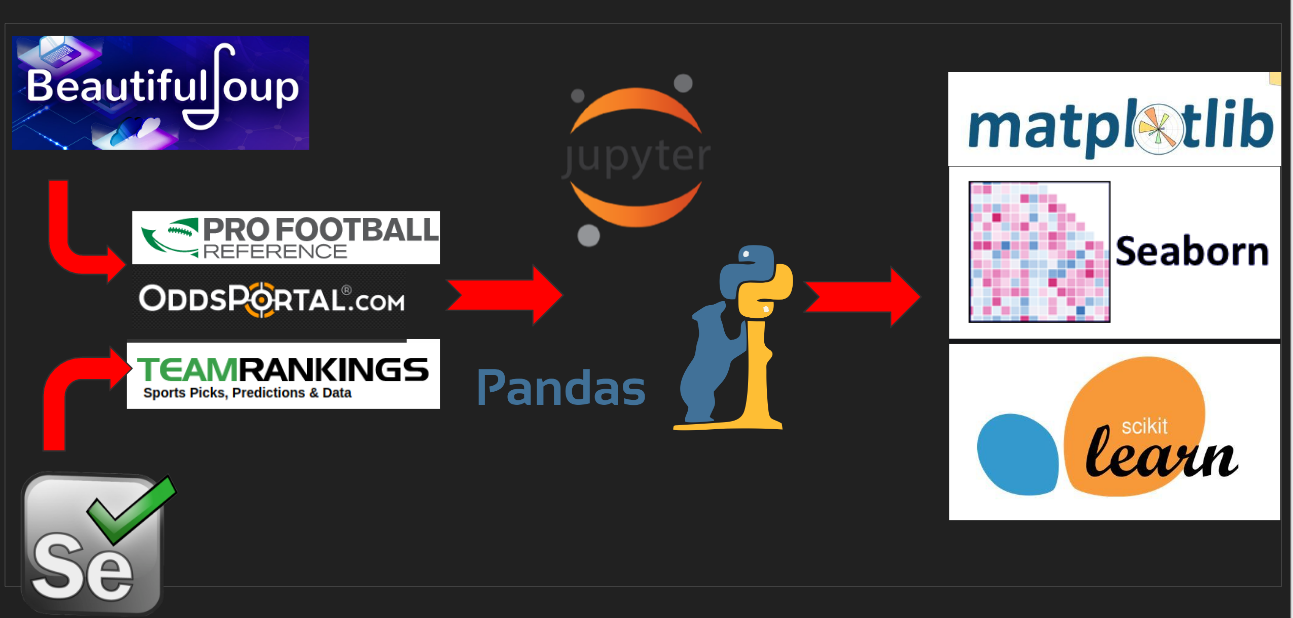 BeautifulSoup
PRO FOOTBALL
REFERENCE
ODDSPORTAL.COM®
TEAMRANKINGS
Sports Picks, Predictions & Data
Se
jupyter
Pandas
matplotlib
Seaborn
scikit
learn